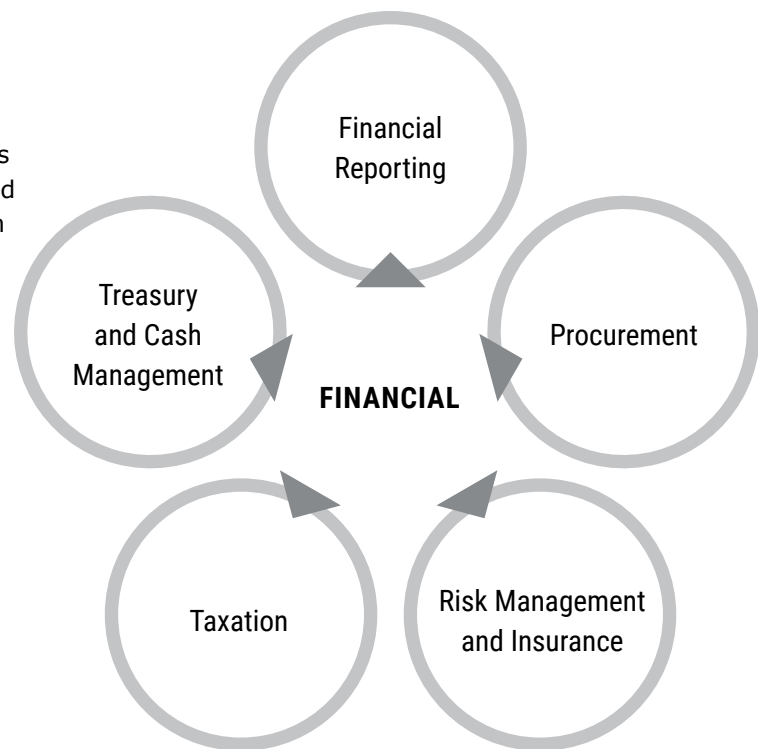 Financial
Reporting
s
d
n
Treasury
and Cash
Management
Procurement
FINANCIAL
Taxation
Risk Management
and Insurance